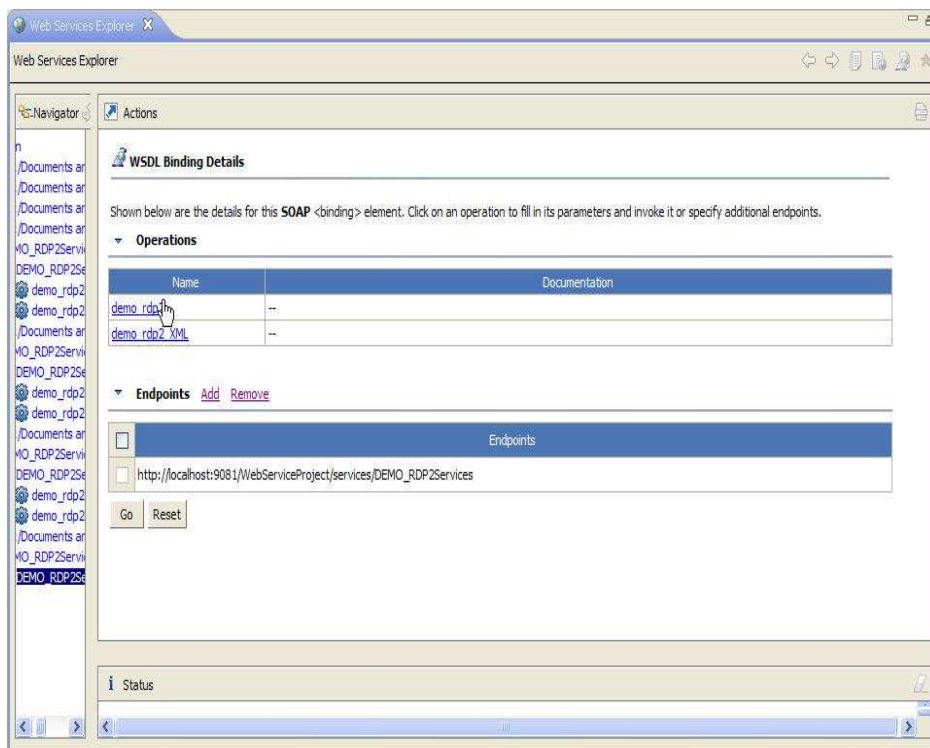 Web Services Explorer
Web Services Explorer
Navigator
n
/Documents ar
/Documents ar
/Documents ar
/Documents ar
MO_RDP2Servi
DEMO_RDP2Se
demo_rdp2
demo_rdp2
/Documents ar
MO_RDP2Servi
DEMO_RDP2Se
demo_rdp2
demo_rdp2
/Documents ar
MO_RDP2Servi
DEMO_RDP2Se
demo_rdp2
demo_rdp2
/Documents ar
MO_RDP2Servi
DEMO_RDP2Se
Actions
WSDL Binding Details
Shown below are the details for this SOAP <binding> element. Click on an operation to fill in its parameters and invoke it or specify additional endpoints.
Operations
Name Documentation
demo_rdp2 --
demo_rdp2_XML --
Endpoints Add Remove
Endpoints
http://localhost:9081/WebServiceProject/services/DEMO_RDP2Services
Go Reset
i Status